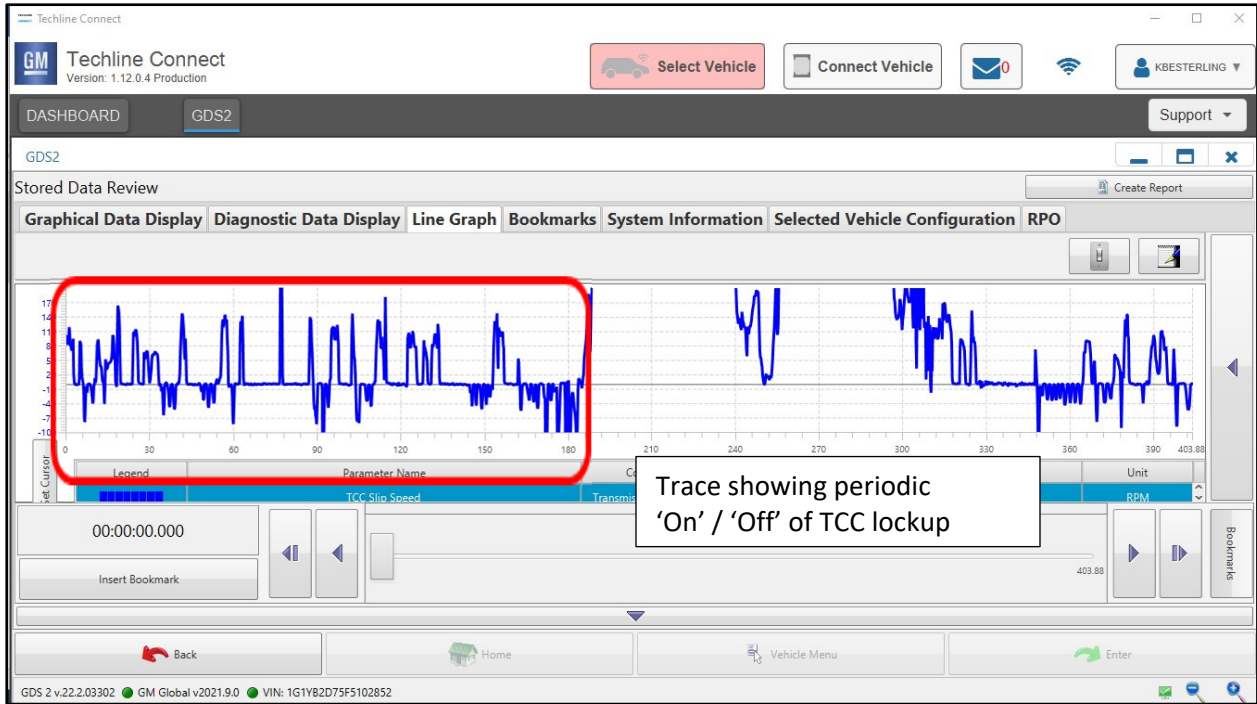 Techline Connect
GM
Techline Connect
Version: 1.12.0.4 Production
Select Vehicle
Connect Vehicle
0
KBESTERLING
DASHBOARD
GDS2
Support
GDS2
Stored Data Review
Create Report
Graphical Data Display Diagnostic Data Display Line Graph Bookmarks System Information Selected Vehicle Configuration RPO
17
14
11
8
5
2
-1
-4
-7
-10
0 30 60 90 120 150 180 210 240 270 300 330 360 390 403.88
Set Cursor
Legend Parameter Name Unit
TCC Slip Speed RPM
Trace showing periodic
‘On’ / ‘Off’ of TCC lockup
00:00:00.000
403.88
Insert Bookmark
Bookmarks
Back
Home
Vehicle Menu
Enter
GDS 2 v.22.2.03302 GM Global v2021.9.0 VIN: 1G1YB2D75F5102852